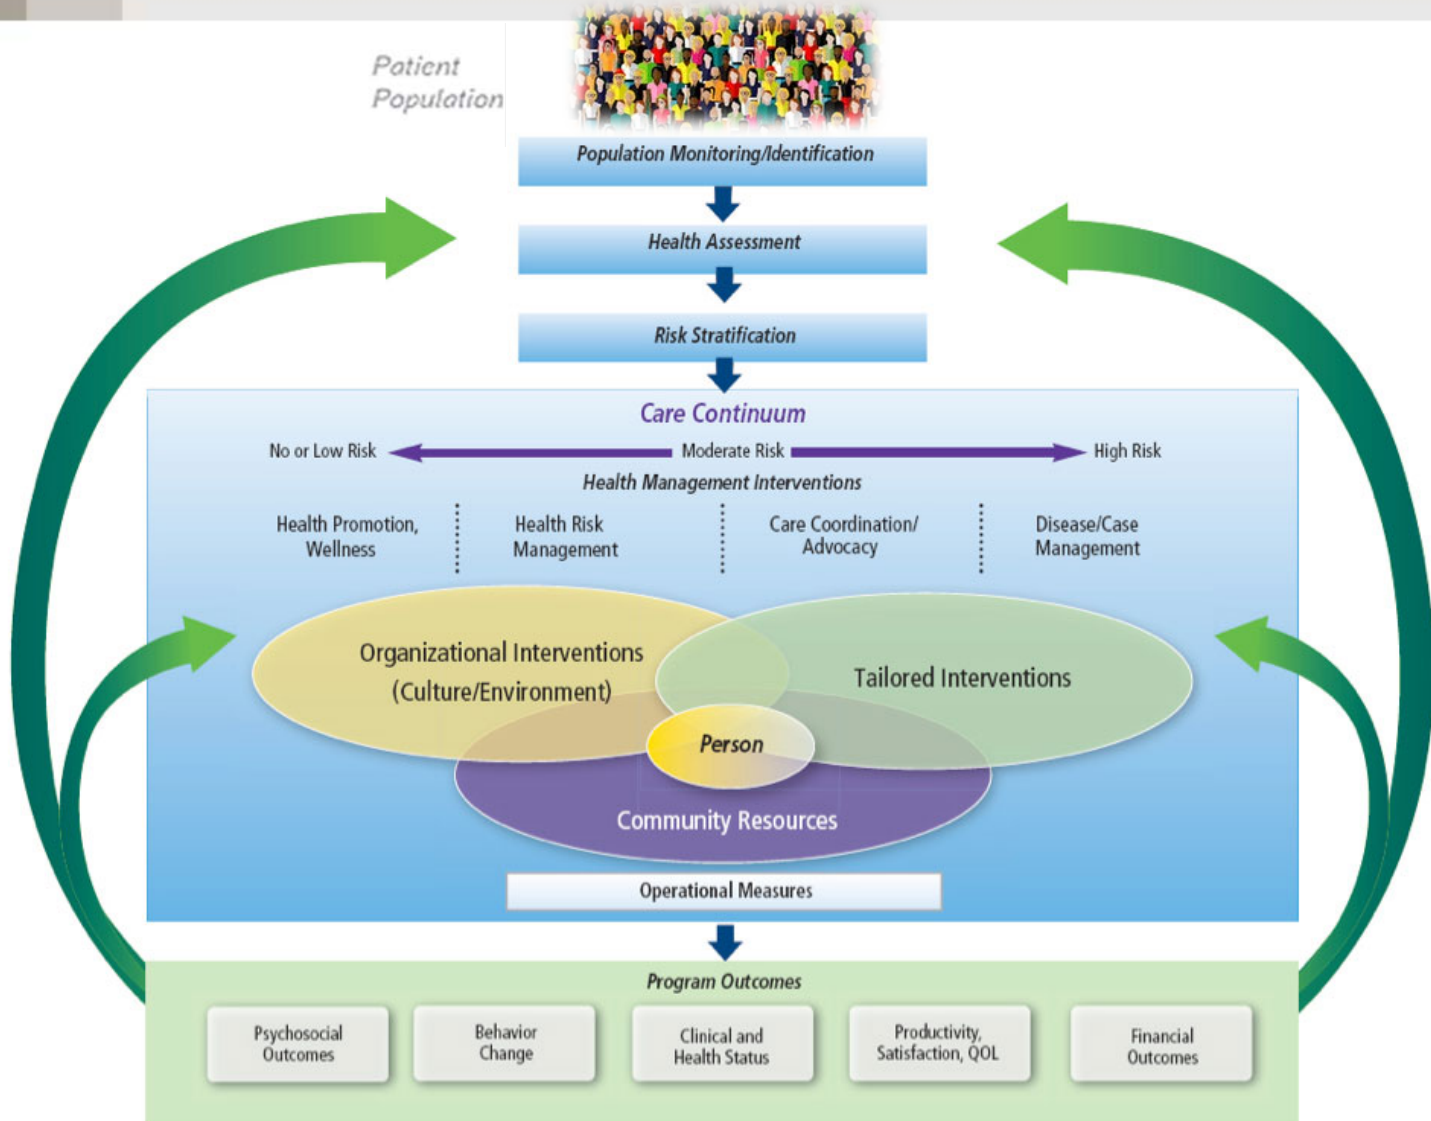 Patient
Population
Population Monitoring/Identification
Health Assessment
Risk Stratification
Care Continuum
No or Low Risk
Moderate Risk
High Risk
Health Management Interventions
Health Promotion,
Wellness
Health Risk
Management
Care Coordination/
Advocacy
Disease/Case
Management
Organizational Interventions
(Culture/Environment)
Tailored Interventions
Person
Community Resources
Operational Measures
Program Outcomes
Psychosocial
Outcomes
Behavior
Change
Clinical and
Health Status
Productivity,
Satisfaction, QOL
Financial
Outcomes